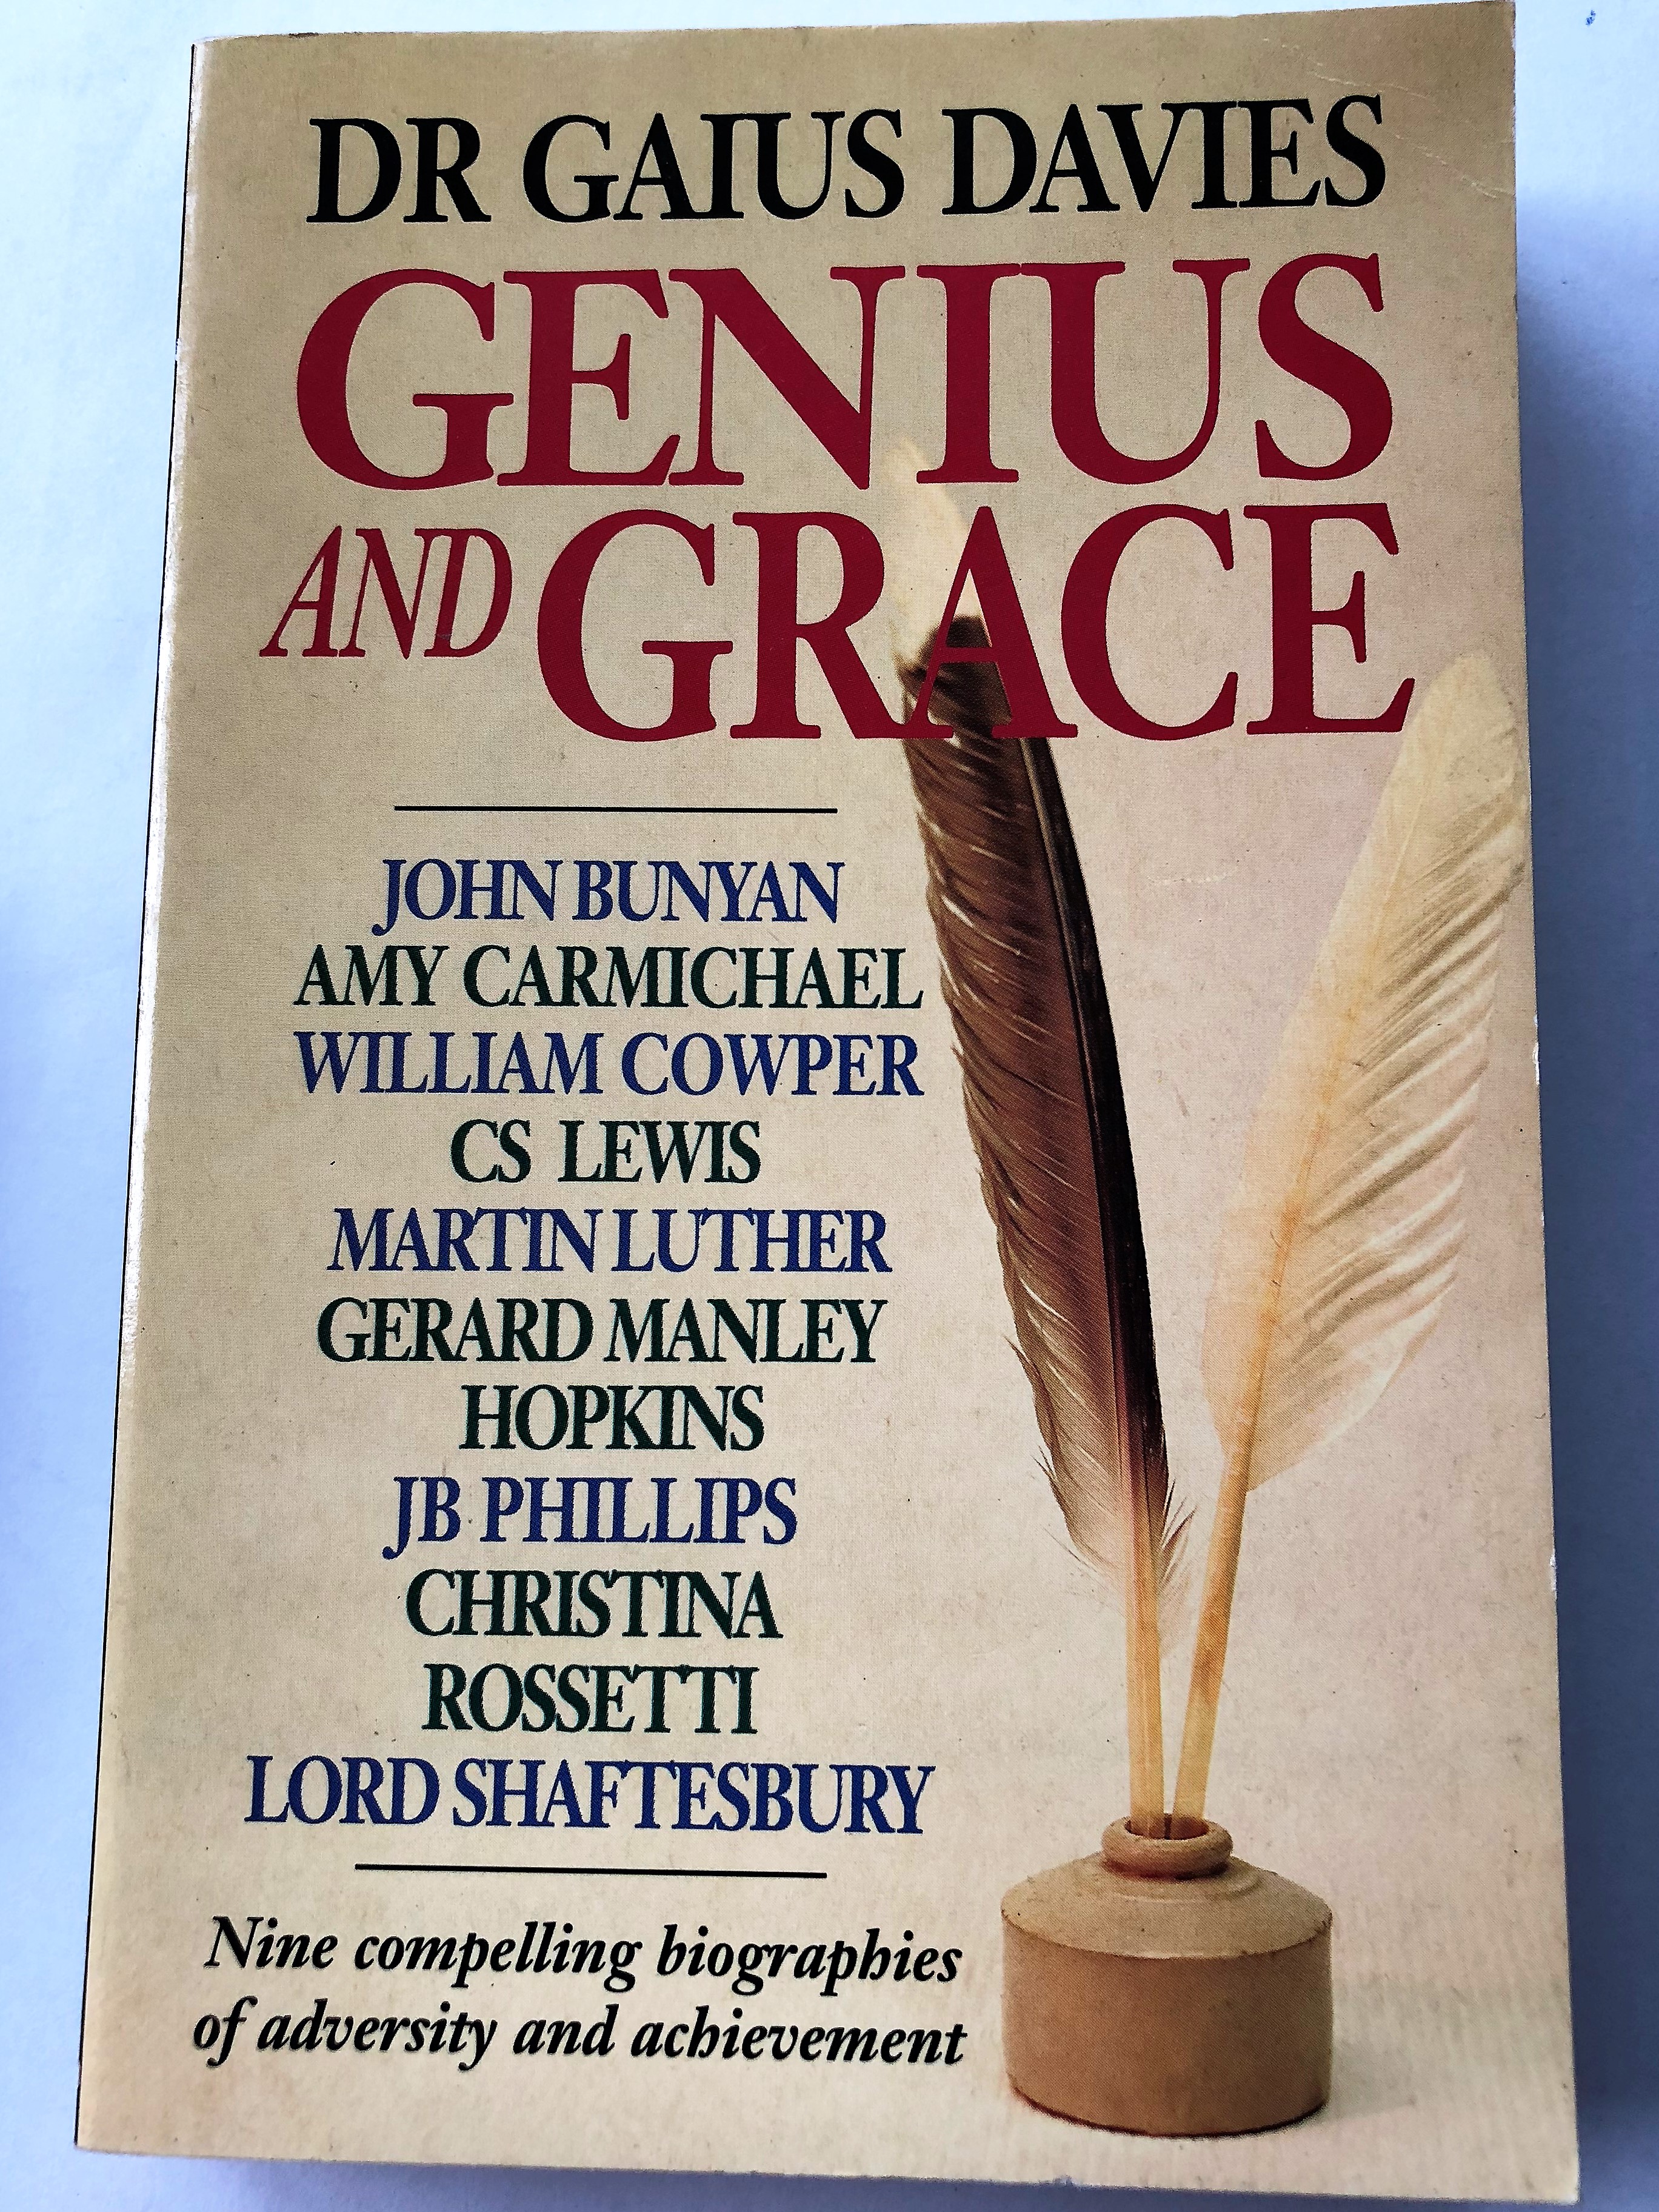 DR GAIUS DAVIES
GENIUS
AND GRACE
JOHN BUNYAN
AMY CARMICHAEL
WILLIAM COWPER
CS LEWIS
MARTIN LUTHER
GERARD MANLEY
HOPKINS
JB PHILLIPS
CHRISTINA
ROSSETTI
LORD SHAFTESBURY
Nine compelling biographies
of adversity and achievement